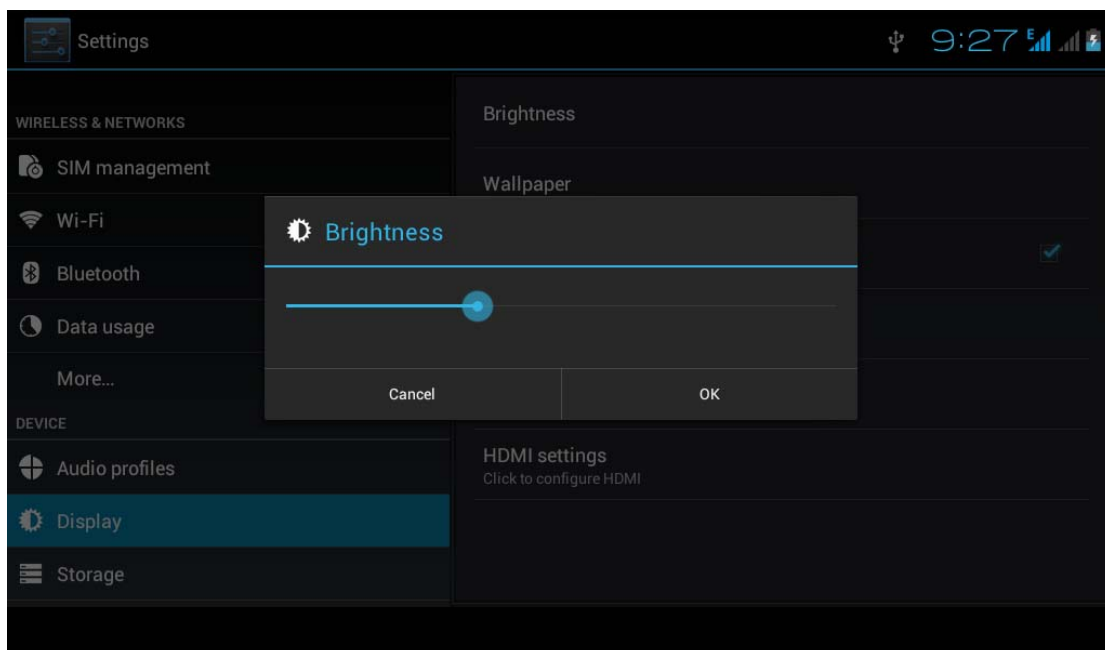 Settings
9:27
E
WIRELESS & NETWORKS
SIM management
Wi-Fi
Bluetooth
Data usage
More...
DEVICE
Audio profiles
Display
Storage
Brightness
Wallpaper
HDMI settings
Click to configure HDMI
Brightness
Cancel
OK